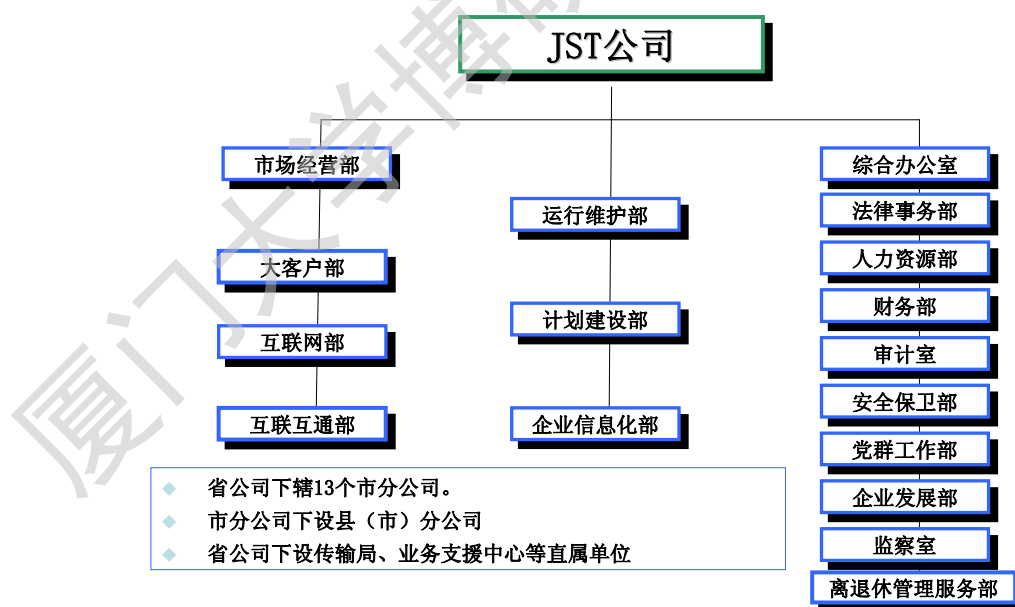 JST公司
市场经营部
大客户部
互联网部
互联互通部
运行维护部
计划建设部
企业信息化部
综合办公室
法律事务部
人力资源部
财务部
审计室
安全保卫部
党群工作部
企业发展部
监察室
离退休管理服务部
省公司下辖13个市分公司。
市分公司下设县（市）分公司
省公司下设传输局、业务支援中心等直属单位
厦门大学博